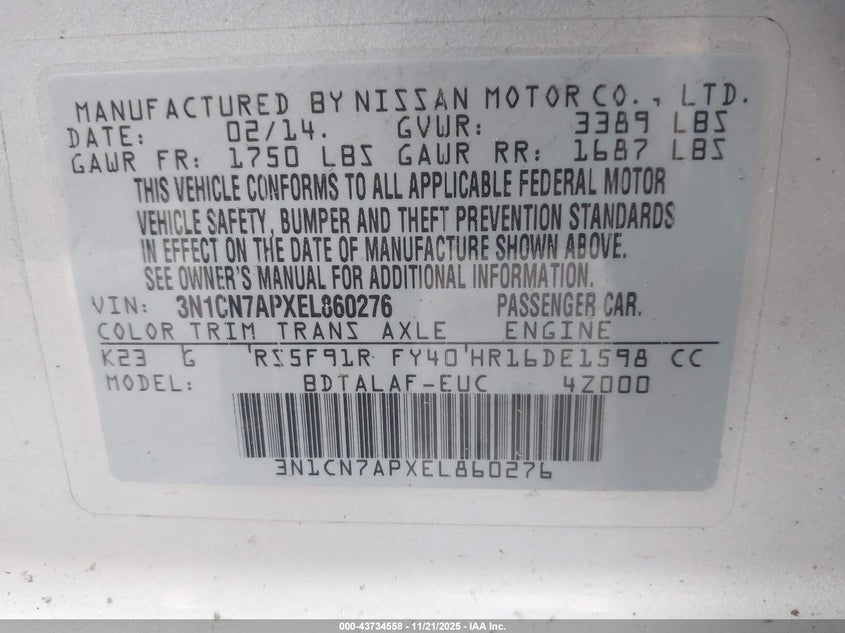 MANUFACTURED BY NISSAN MOTOR CO., LTD.
DATE: 02/14. GVWR: 3389 LBS
GAWR FR: 1750 LBS GAWR RR: 1687 LBS
THIS VEHICLE CONFORMS TO ALL APPLICABLE FEDERAL MOTOR
VEHICLE SAFETY, BUMPER AND THEFT PREVENTION STANDARDS
IN EFFECT ON THE DATE OF MANUFACTURE SHOWN ABOVE.
SEE OWNER'S MANUAL FOR ADDITIONAL INFORMATION.
VIN: 3N1CN7APXEL860276 PASSENGER CAR.
COLOR TRIM TRANS AXLE ENGINE
K23 G RS5F91R FY40 HR16DE1598 CC
MODEL: BDTALAF-EUC 4Z000
3N1CN7APXEL860276
000-43734558 - 11/21/2025 - IAA Inc.